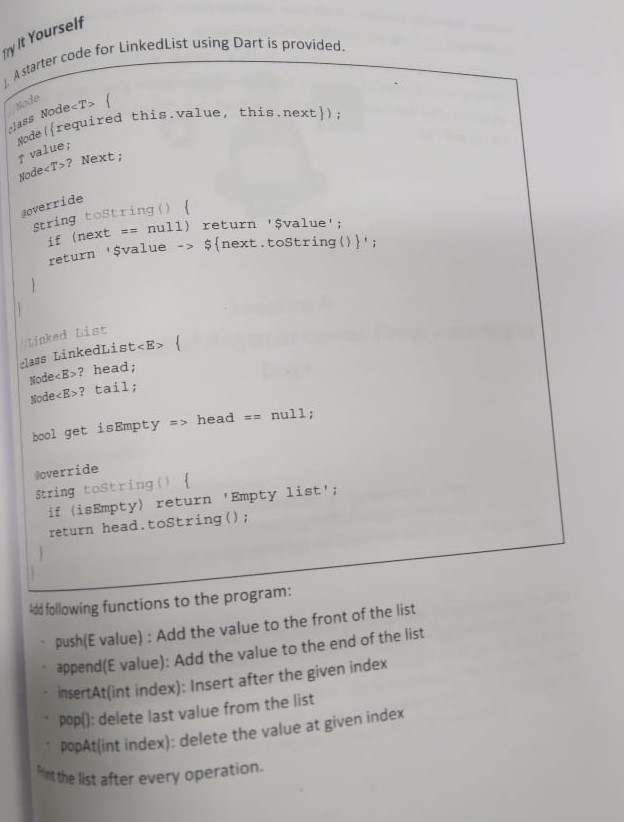 Try It Yourself
1. A starter code for LinkedList using Dart is provided.
//Node
class Node<T> {
Node({required this.value, this.next});
T value;
Node<T>? Next;
@override
String toString() {
if (next == null) return '$value';
return '$value -> ${next.toString()}';
}
}
//Linked List
class LinkedList<E> {
Node<E>? head;
Node<E>? tail;
bool get isEmpty => head == null;
@override
String toString() {
if (isEmpty) return 'Empty list';
return head.toString();
}
}
Add following functions to the program:
· push(E value) : Add the value to the front of the list
· append(E value): Add the value to the end of the list
· insertAt(int index): Insert after the given index
· pop(): delete last value from the list
· popAt(int index): delete the value at given index
Print the list after every operation.